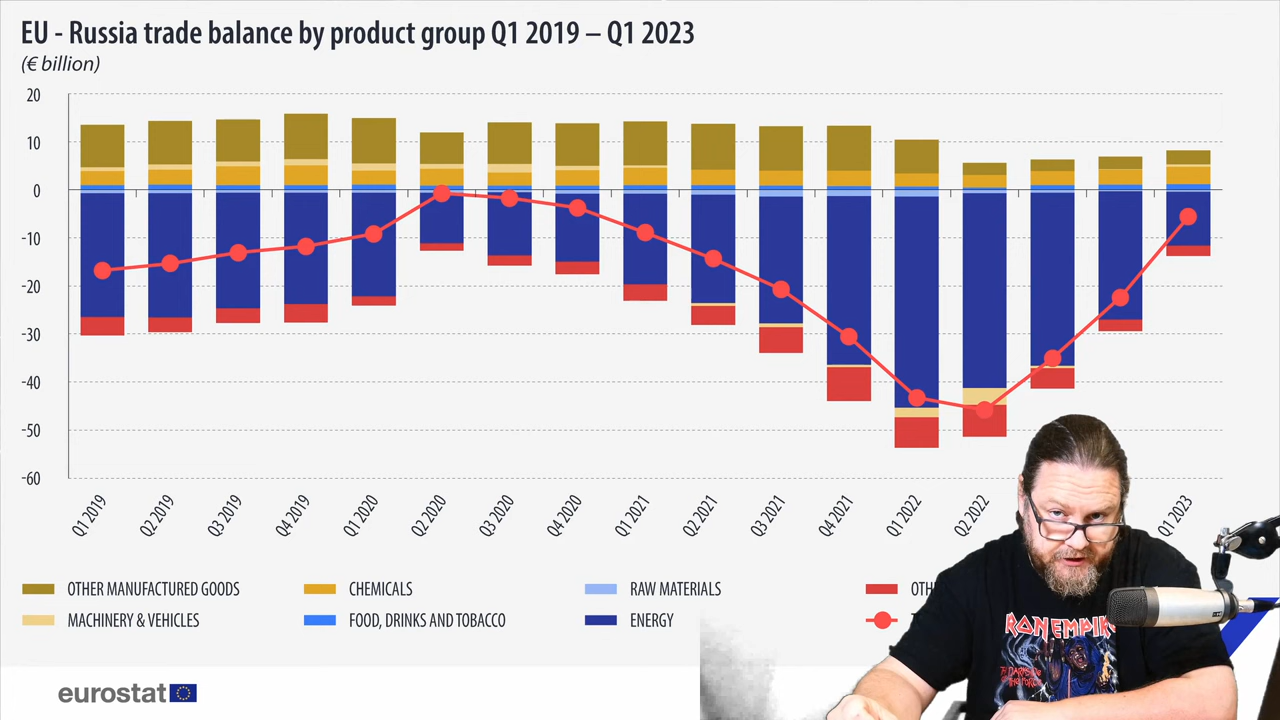 EU - Russia trade balance by product group Q1 2019 – Q1 2023
(€ billion)
20
10
0
-10
-20
-30
-40
-50
-60
Q1 2019
Q2 2019
Q3 2019
Q4 2019
Q1 2020
Q2 2020
Q3 2020
Q4 2020
Q1 2021
Q2 2021
Q3 2021
Q4 2021
Q1 2022
Q2 2022
Q1 2023
OTHER MANUFACTURED GOODS
CHEMICALS
RAW MATERIALS
MACHINERY & VEHICLES
FOOD, DRINKS AND TOBACCO
ENERGY
eurostat